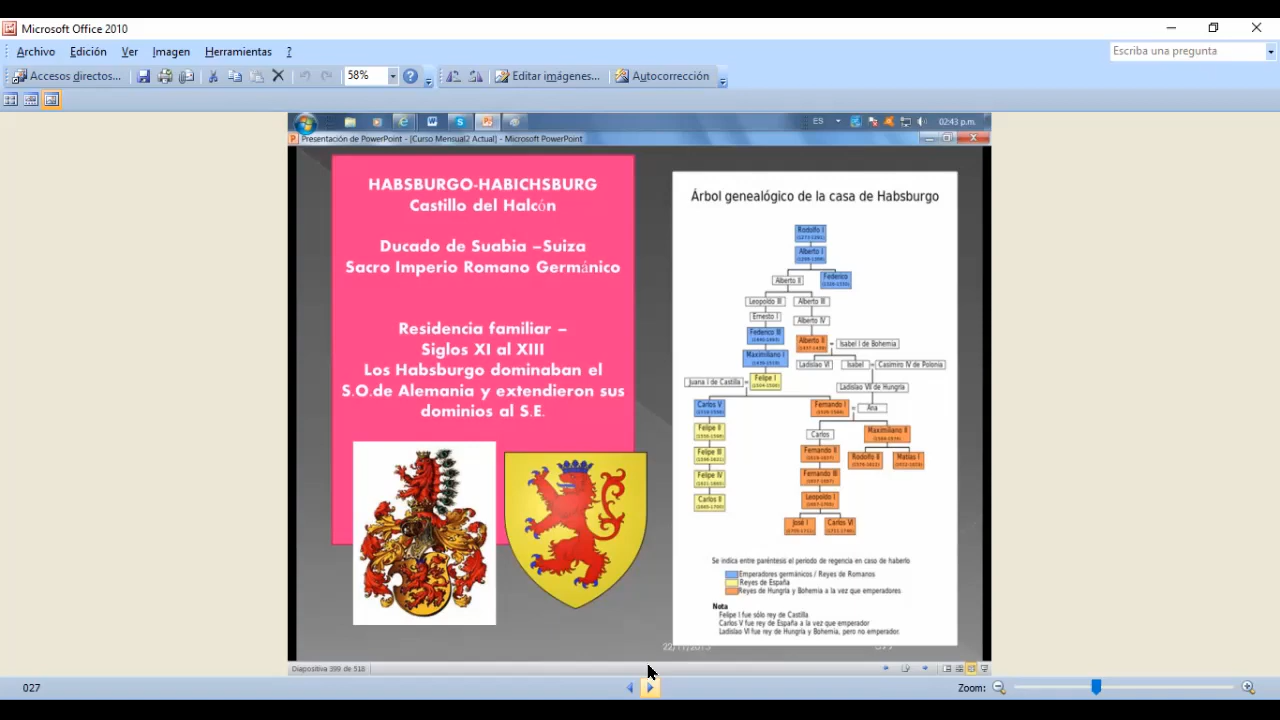 Microsoft Office 2010
Archivo Edición Ver Imagen Herramientas ?
Escriba una pregunta
Accesos directos... 58% Editar imágenes... Autocorrección
ES 02:43 p.m.
Presentación de PowerPoint - [Curso Mensual2 Actual] - Microsoft PowerPoint
HABSBURGO-HABICHSBURG
Castillo del Halcón
Ducado de Suabia –Suiza
Sacro Imperio Romano Germánico
Residencia familiar –
Siglos XI al XIII
Los Habsburgo dominaban el
S.O.de Alemania y extendieron sus
dominios al S.E.
Árbol genealógico de la casa de Habsburgo
Rodolfo I
Alberto I
Alberto II Federico
Leopoldo III Alberto III
Ernesto I Alberto IV
Federico III Alberto II = Isabel I de Bohemia
Maximiliano I Ladislao VI Isabel = Casimiro IV de Polonia
Juana I de Castilla = Felipe I Ladislao VII de Hungría
Carlos V Fernando I = Ana
Felipe II Carlos Maximiliano II
Felipe III Fernando II Rodolfo II Matías I
Felipe IV Fernando III
Carlos II Leopoldo I
José I Carlos VI
Se indica entre paréntesis el periodo de regencia en caso de haberlo
Emperadores germánicos / Reyes de Romanos
Reyes de España
Reyes de Hungría y Bohemia a la vez que emperadores
Nota
Felipe I fue sólo rey de Castilla
Carlos V fue rey de España a la vez que emperador
Ladislao VI fue rey de Hungría y Bohemia, pero no emperador.
Diapositiva 399 de 518
027 Zoom: